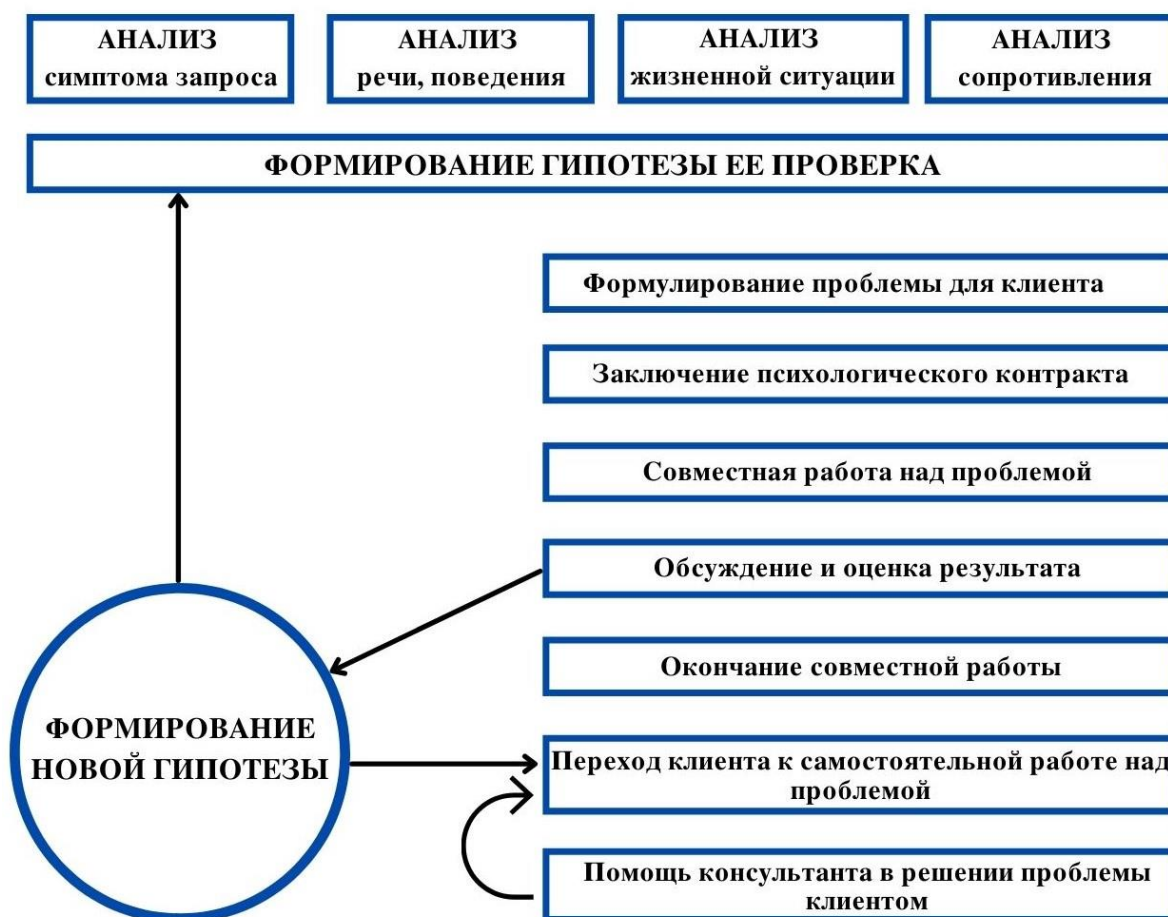 АНАЛИЗ
симптома запроса
АНАЛИЗ
речи, поведения
АНАЛИЗ
жизненной ситуации
АНАЛИЗ
сопротивления
ФОРМИРОВАНИЕ ГИПОТЕЗЫ ЕЕ ПРОВЕРКА
Формулирование проблемы для клиента
Заключение психологического контракта
Совместная работа над проблемой
Обсуждение и оценка результата
Окончание совместной работы
ФОРМИРОВАНИЕ
НОВОЙ ГИПОТЕЗЫ
Переход клиента к самостоятельной работе над
проблемой
Помощь консультанта в решении проблемы
клиентом